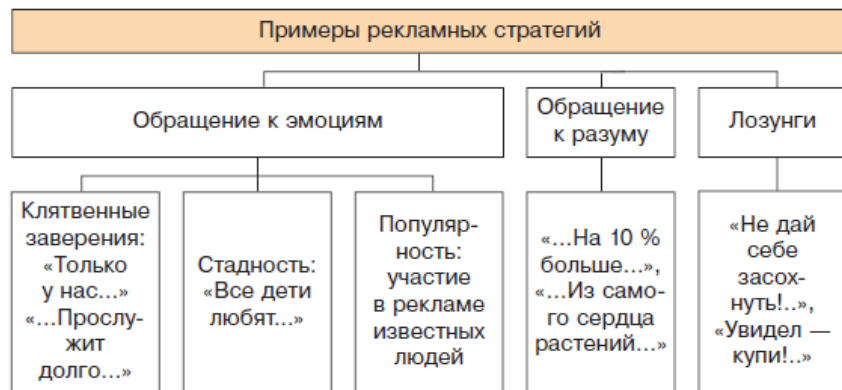 Примеры рекламных стратегий
Обращение к эмоциям
Обращение
к разуму
Лозунги
Клятвенные
заверения:
«Только
у нас...»
«...Прослу-
жит
долго...»
Стадность:
«Все дети
любят...»
Популяр-
ность:
участие
в рекламе
известных
людей
«...На 10 %
больше...»,
«...Из само-
го сердца
растений...»
«Не дай
себе
засох-
нуть!..»,
«Увидел —
купи!..»